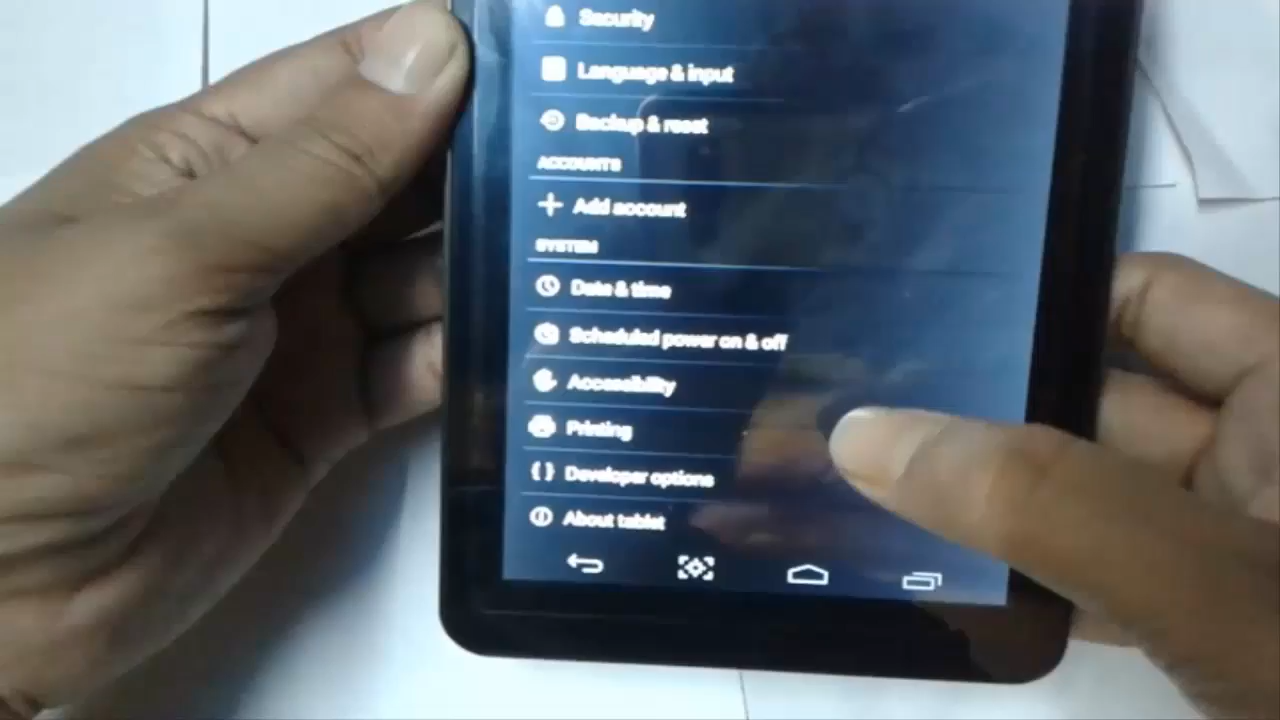 Security
Language & input
Backup & reset
ACCOUNTS
Add account
SYSTEM
Date & time
Scheduled power on & off
Accessibility
Printing
{ } Developer options
About tablet